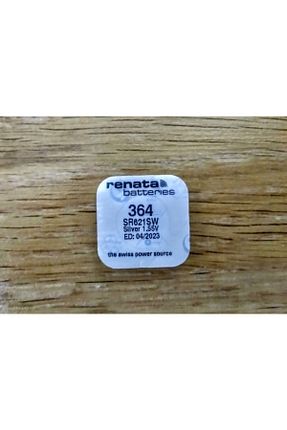 renata
batteries
364
SR621SW
Silver 1.55V
ED: 04/2023
the swiss power source